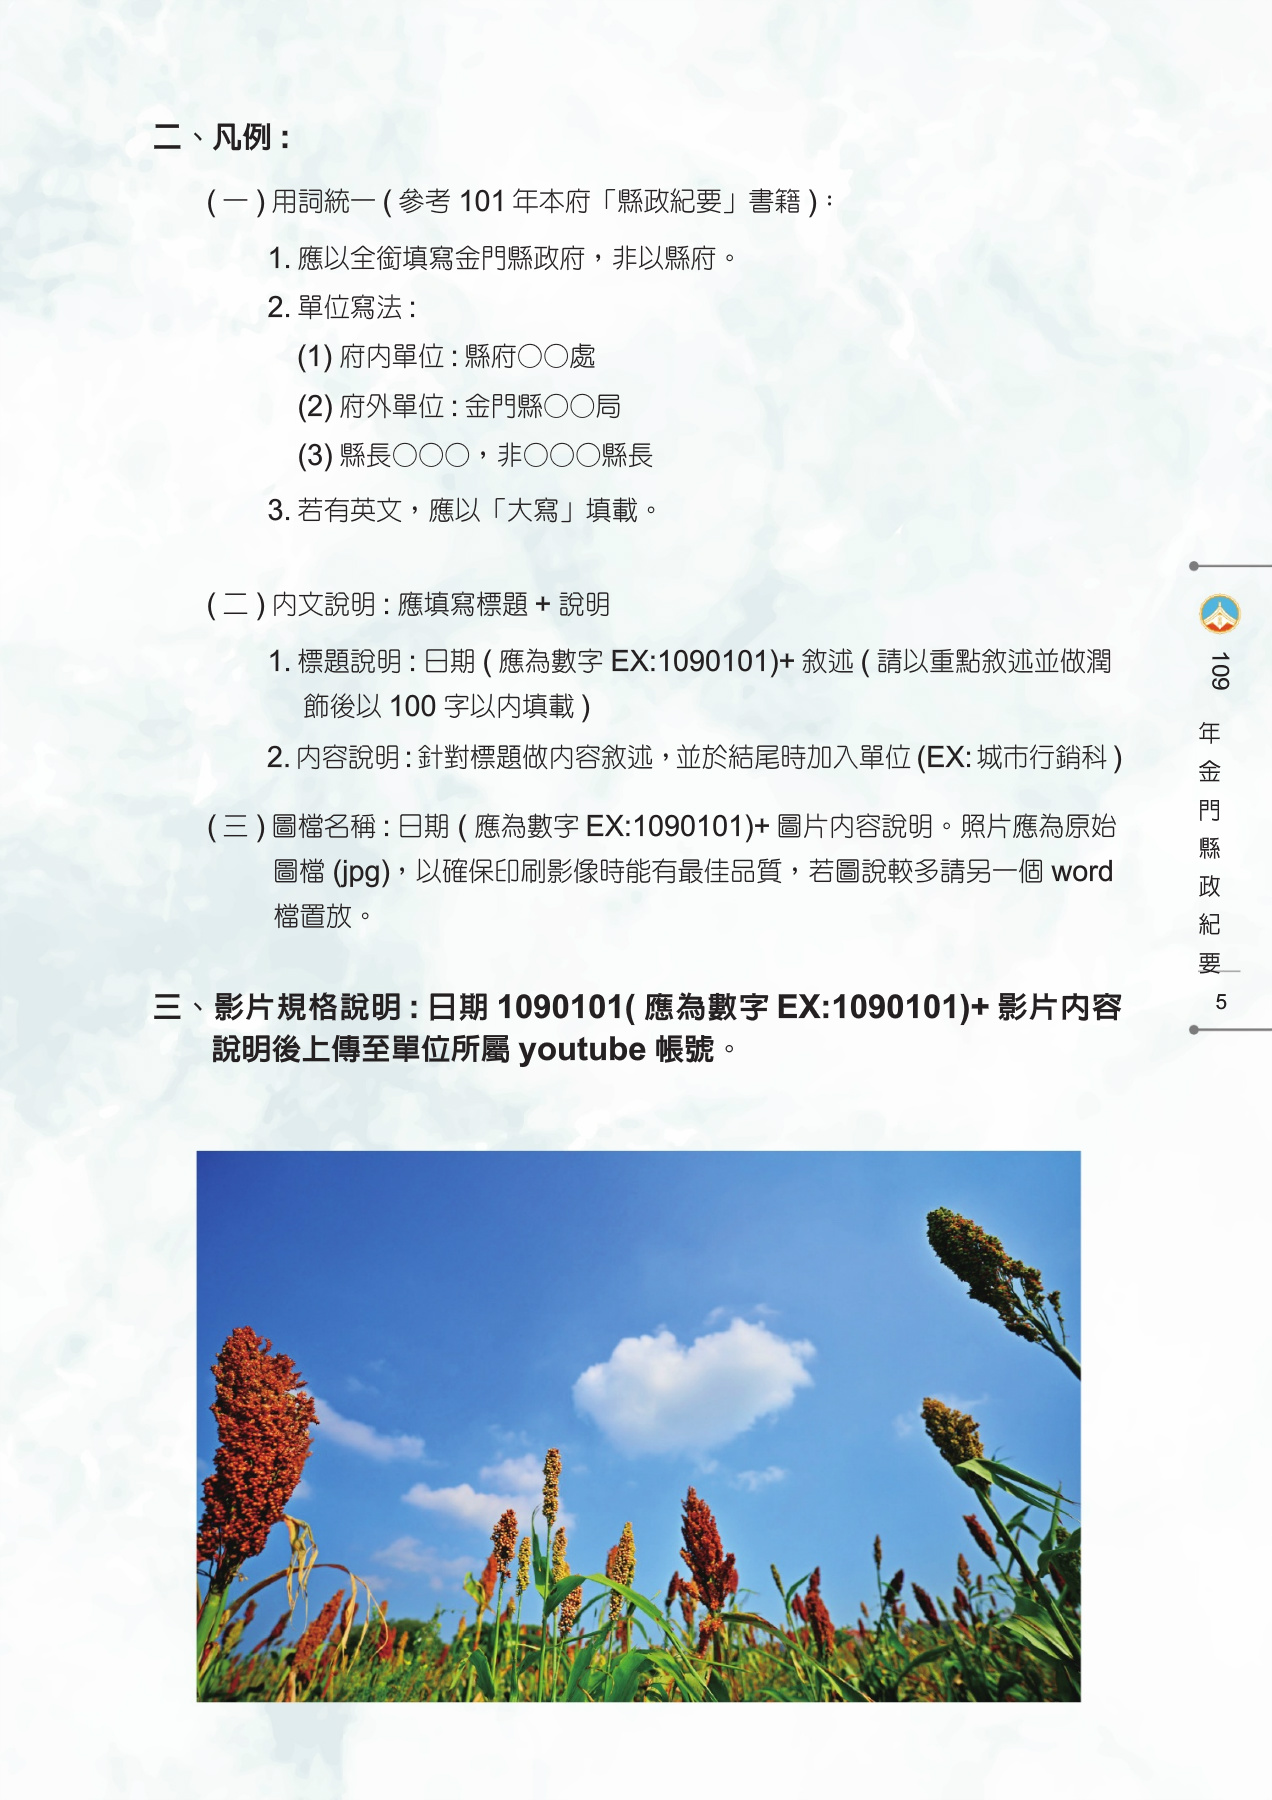 二、凡例：
( 一 ) 用詞統一 ( 參考 101 年本府「縣政紀要」書籍 )：
1. 應以全銜填寫金門縣政府，非以縣府。
2. 單位寫法 :
(1) 府內單位 : 縣府○○處
(2) 府外單位 : 金門縣○○局
(3) 縣長○○○，非○○○縣長
3. 若有英文，應以「大寫」填載。
( 二 ) 內文說明 : 應填寫標題 + 說明
1. 標題說明 : 日期 ( 應為數字 EX:1090101)+ 敘述 ( 請以重點敘述並做潤
飾後以 100 字以內填載 )
2. 內容說明 : 針對標題做內容敘述，並於結尾時加入單位 (EX: 城市行銷科 )
( 三 ) 圖檔名稱 : 日期 ( 應為數字 EX:1090101)+ 圖片內容說明。照片應為原始
圖檔 (jpg)，以確保印刷影像時能有最佳品質，若圖說較多請另一個 word
檔置放。
三、影片規格說明 : 日期 1090101( 應為數字 EX:1090101)+ 影片內容
說明後上傳至單位所屬 youtube 帳號。
109 年金門縣政紀要
5